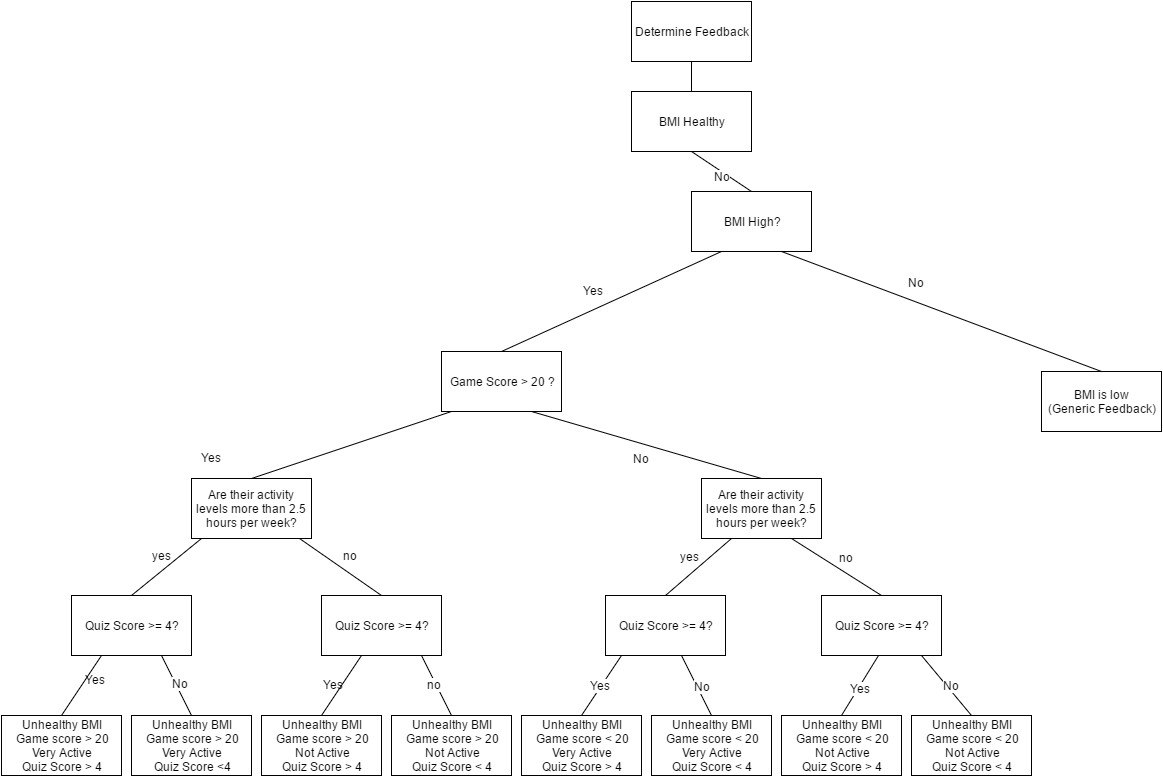 Determine Feedback
BMI Healthy
No
BMI High?
Yes
No
Game Score > 20 ?
BMI is low
(Generic Feedback)
Yes
No
Are their activity
levels more than 2.5
hours per week?
Are their activity
levels more than 2.5
hours per week?
yes
no
yes
no
Quiz Score >= 4?
Quiz Score >= 4?
Quiz Score >= 4?
Quiz Score >= 4?
Yes
No
Yes
no
Yes
No
Yes
No
Unhealthy BMI
Game score > 20
Very Active
Quiz Score > 4
Unhealthy BMI
Game score > 20
Very Active
Quiz Score <4
Unhealthy BMI
Game score > 20
Not Active
Quiz Score > 4
Unhealthy BMI
Game score > 20
Not Active
Quiz Score < 4
Unhealthy BMI
Game score < 20
Very Active
Quiz Score > 4
Unhealthy BMI
Game score < 20
Very Active
Quiz Score < 4
Unhealthy BMI
Game score < 20
Not Active
Quiz Score > 4
Unhealthy BMI
Game score < 20
Not Active
Quiz Score < 4